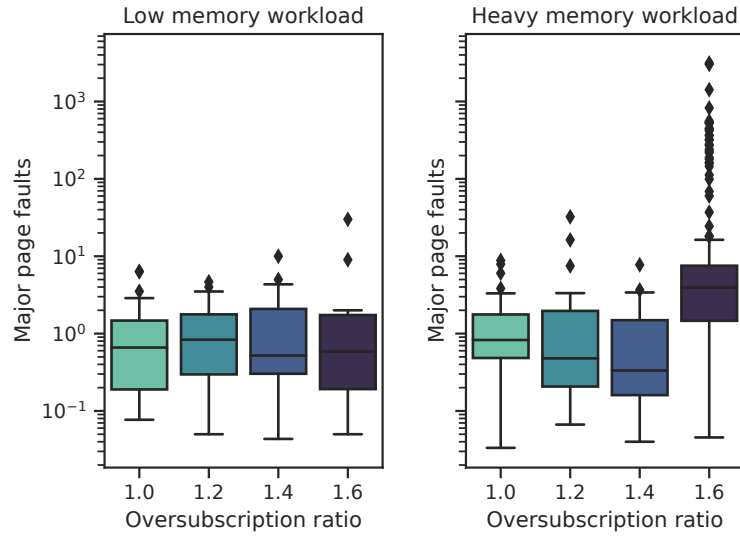 Low memory workload
Heavy memory workload
Major page faults
10³
10²
10¹
10⁰
10⁻¹
1.0 1.2 1.4 1.6
Oversubscription ratio
Major page faults
1.0 1.2 1.4 1.6
Oversubscription ratio